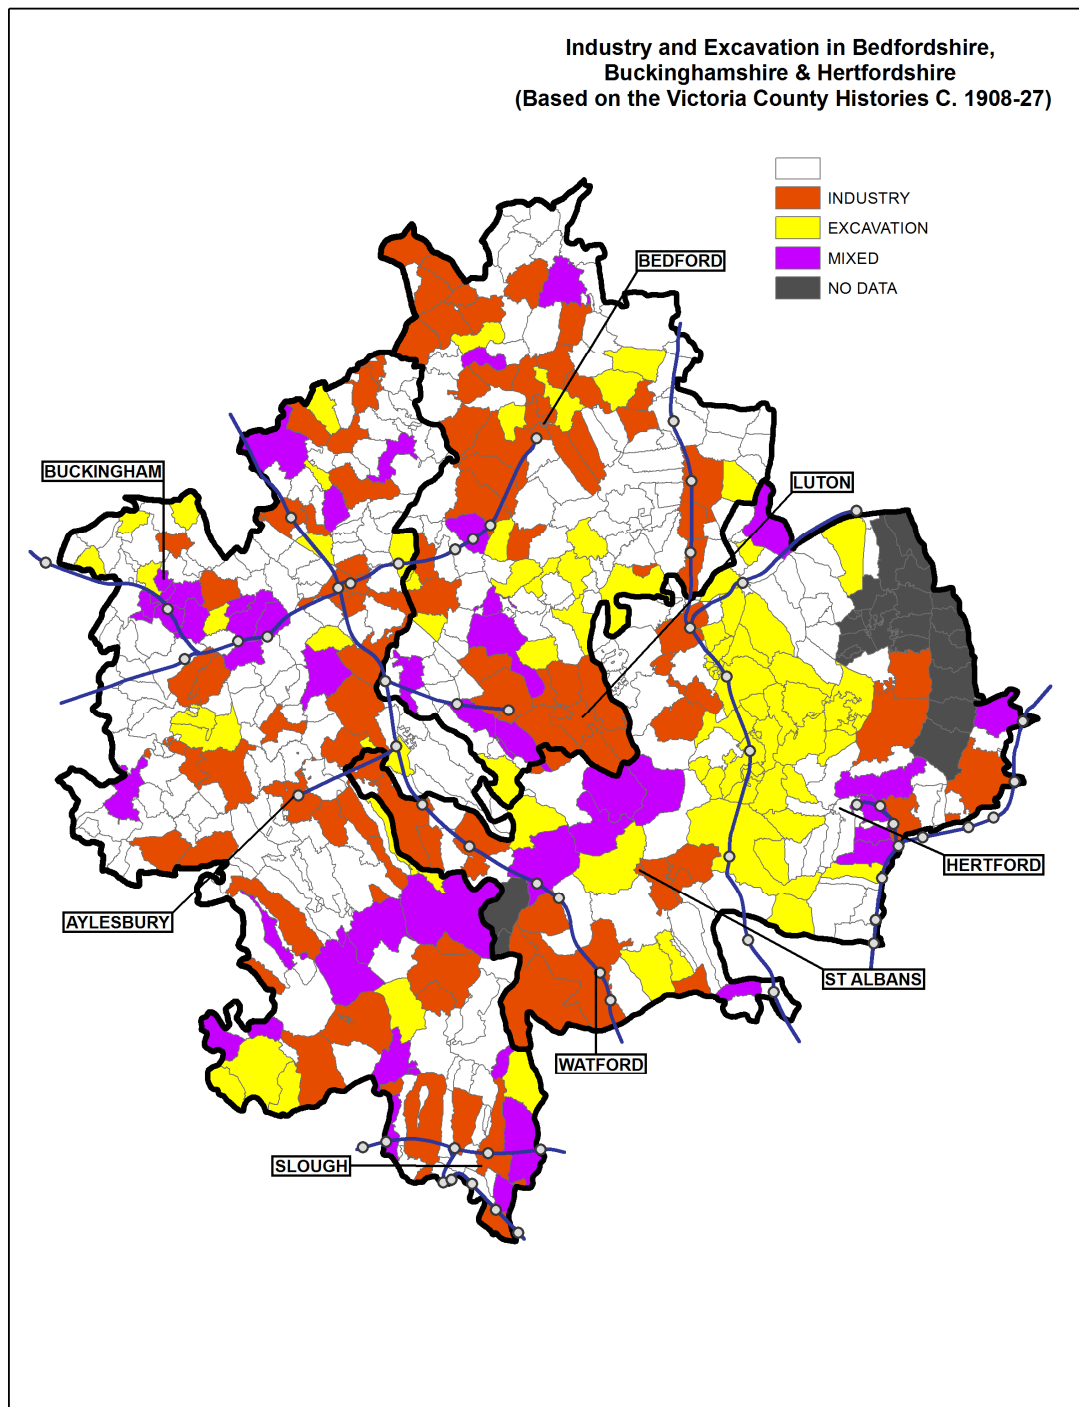 Industry and Excavation in Bedfordshire,
Buckinghamshire & Hertfordshire
(Based on the Victoria County Histories C. 1908-27)
INDUSTRY
EXCAVATION
MIXED
NO DATA
BEDFORD
BUCKINGHAM
LUTON
HERTFORD
AYLESBURY
ST ALBANS
WATFORD
SLOUGH